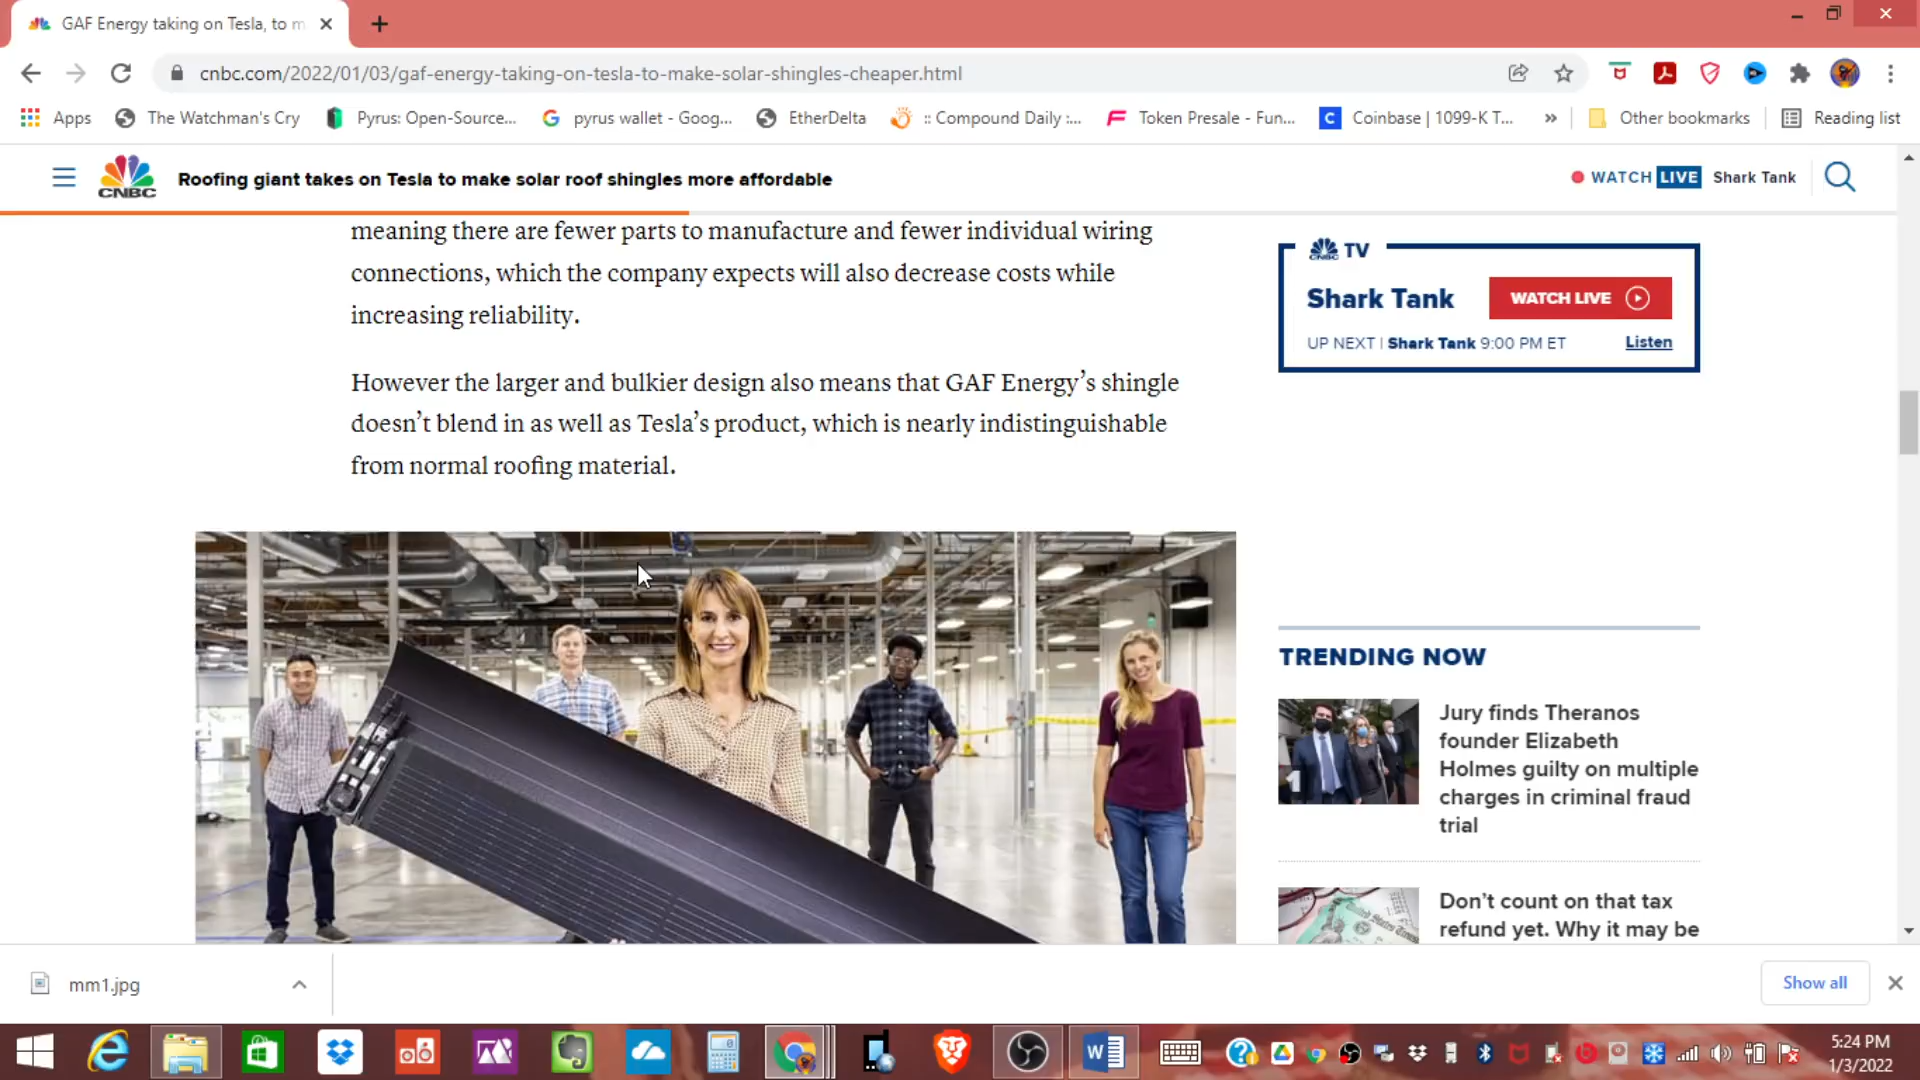 GAF Energy taking on Tesla, to m
cnbc.com/2022/01/03/gaf-energy-taking-on-tesla-to-make-solar-shingles-cheaper.html
Apps
The Watchman's Cry
Pyrus: Open-Source...
pyrus wallet - Goog...
EtherDelta
:: Compound Daily :...
Token Presale - Fun...
Coinbase | 1099-K T...
»
Other bookmarks
Reading list
CNBC
Roofing giant takes on Tesla to make solar roof shingles more affordable
WATCH LIVE Shark Tank
meaning there are fewer parts to manufacture and fewer individual wiring
connections, which the company expects will also decrease costs while
increasing reliability.
However the larger and bulkier design also means that GAF Energy’s shingle
doesn’t blend in as well as Tesla’s product, which is nearly indistinguishable
from normal roofing material.
CNBC TV
Shark Tank
WATCH LIVE
UP NEXT | Shark Tank 9:00 PM ET
Listen
TRENDING NOW
Jury finds Theranos
founder Elizabeth
Holmes guilty on multiple
charges in criminal fraud
trial
Don’t count on that tax
refund yet. Why it may be
mm1.jpg
Show all
5:24 PM
1/3/2022